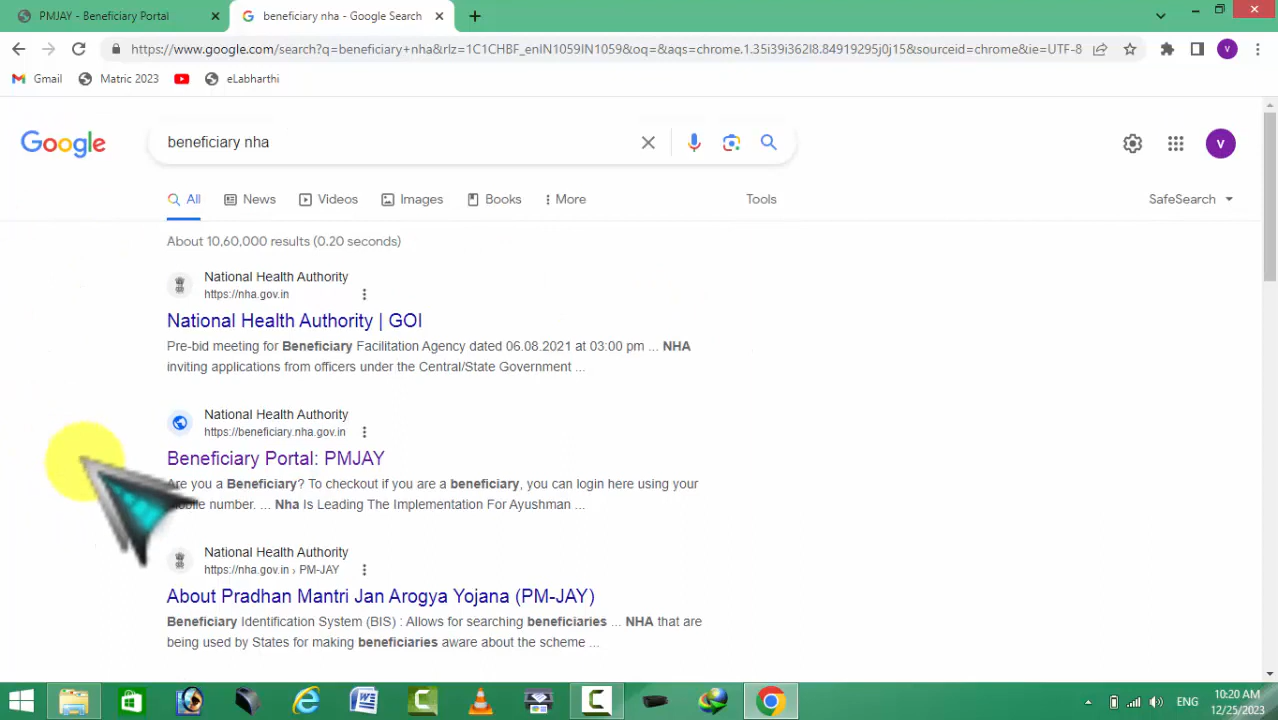 PMJAY - Beneficiary Portal
beneficiary nha - Google Search
https://www.google.com/search?q=beneficiary+nha&rlz=1C1CHBF_enIN1059IN1059&oq=&aqs=chrome.1.35i39i362l8.84919295j0j15&sourceid=chrome&ie=UTF-8
V
Gmail
Matric 2023
eLabharthi
Google
beneficiary nha
V
All
News
Videos
Images
Books
More
Tools
SafeSearch
About 10,60,000 results (0.20 seconds)
National Health Authority
https://nha.gov.in
National Health Authority | GOI
Pre-bid meeting for Beneficiary Facilitation Agency dated 06.08.2021 at 03:00 pm ... NHA
inviting applications from officers under the Central/State Government ...
National Health Authority
https://beneficiary.nha.gov.in
Beneficiary Portal: PMJAY
Are you a Beneficiary? To checkout if you are a beneficiary, you can login here using your
number. ... Nha Is Leading The Implementation For Ayushman ...
National Health Authority
https://nha.gov.in › PM-JAY
About Pradhan Mantri Jan Arogya Yojana (PM-JAY)
Beneficiary Identification System (BIS) : Allows for searching beneficiaries ... NHA that are
being used by States for making beneficiaries aware about the scheme ...
ENG
10:20 AM
12/25/2023